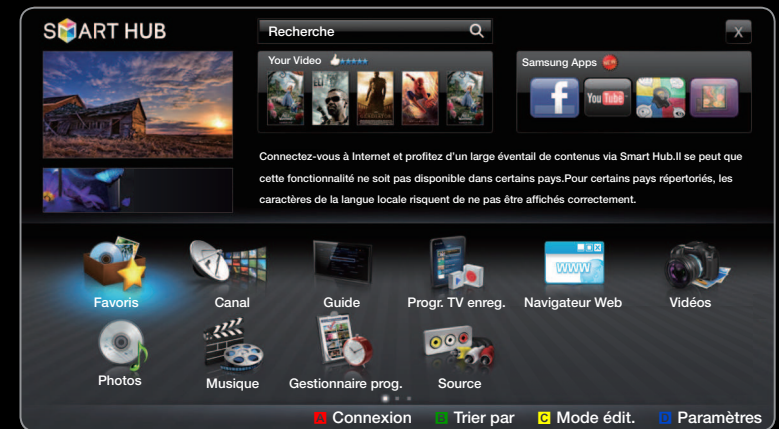 SMART HUB
Recherche
X
Your Video
Samsung Apps NEW
f
You Tube
Connectez-vous à Internet et profitez d'un large éventail de contenus via Smart Hub.Il se peut que
cette fonctionnalité ne soit pas disponible dans certains pays.Pour certains pays répertoriés, les
caractères de la langue locale risquent de ne pas être affichés correctement.
www
Favoris Canal Guide Progr. TV enreg. Navigateur Web Vidéos
Photos Musique Gestionnaire prog. Source
A Connexion B Trier par C Mode édit. D Paramètres